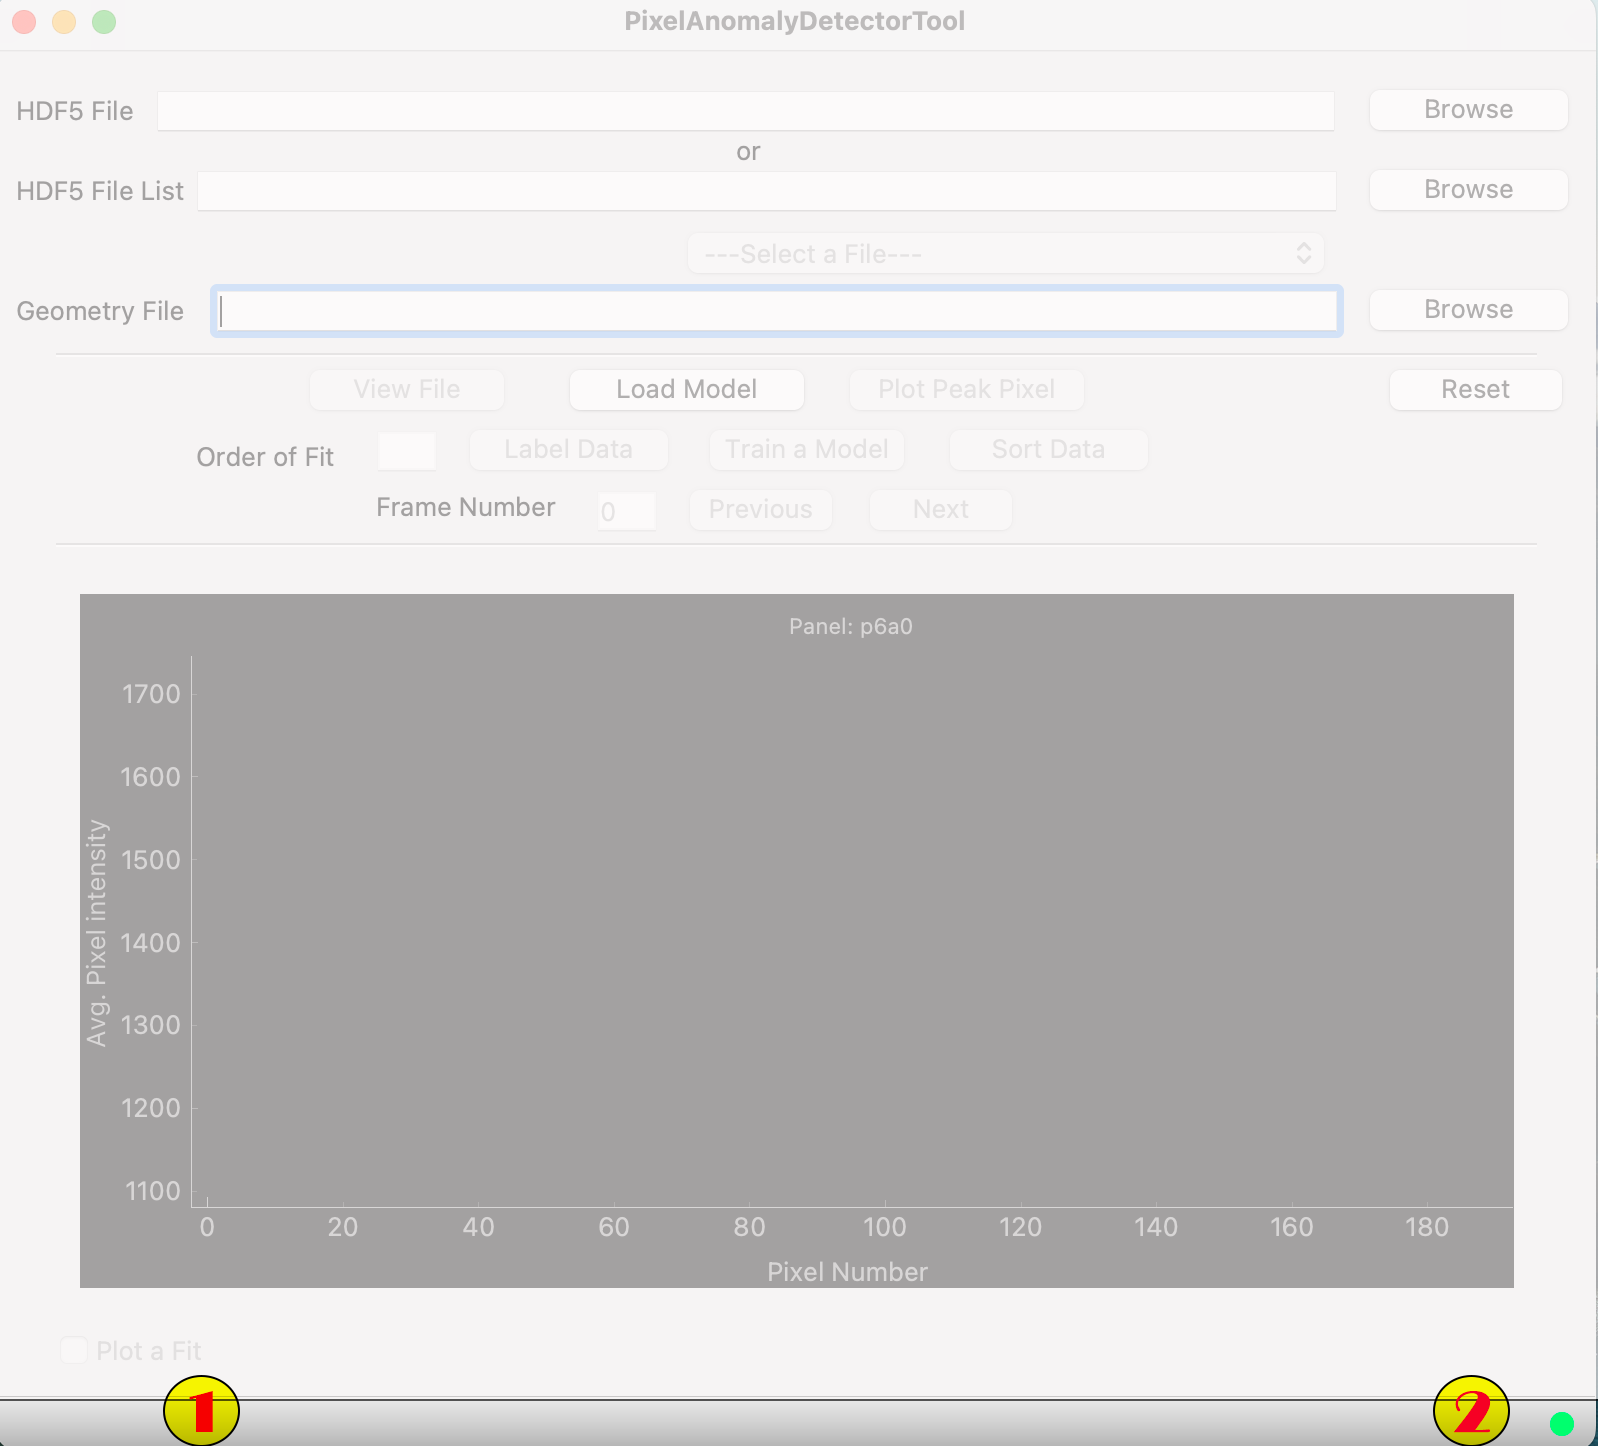 PixelAnomalyDetectorTool
HDF5 File
Browse
or
HDF5 File List
Browse
---Select a File---
Geometry File
Browse
View File
Load Model
Plot Peak Pixel
Reset
Order of Fit
Label Data
Train a Model
Sort Data
Frame Number
0
Previous
Next
Panel: p6a0
Avg. Pixel intensity
1700
1600
1500
1400
1300
1200
1100
0 20 40 60 80 100 120 140 160 180
Pixel Number
Plot a Fit
1
2